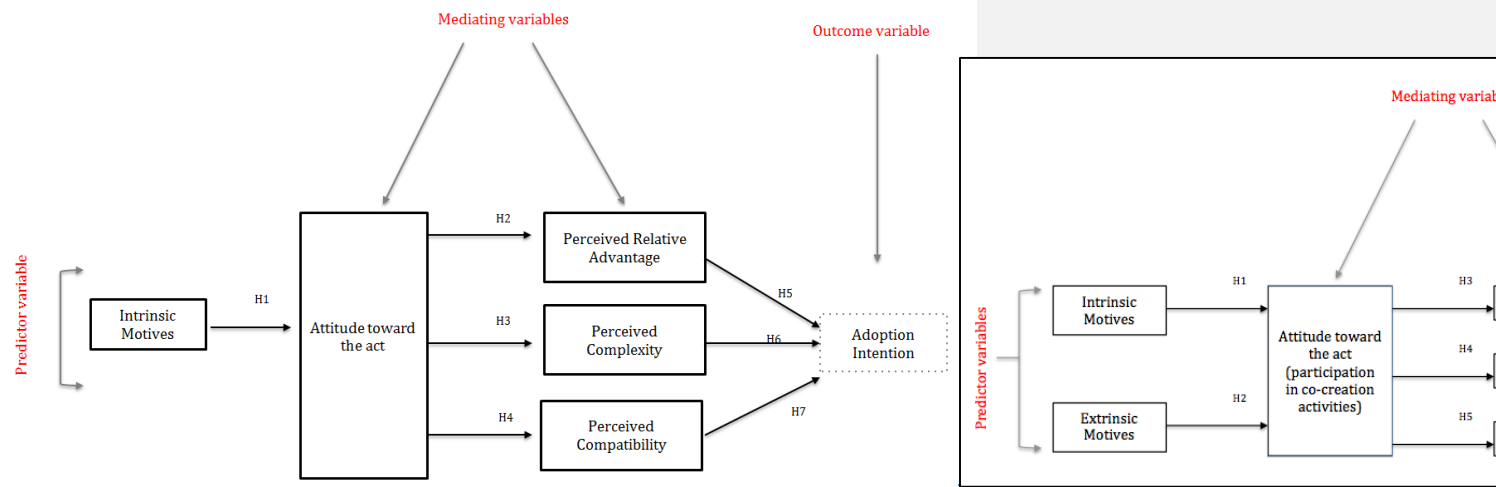 Mediating variables
Outcome variable
Predictor variable
Intrinsic
Motives
H1
Attitude toward
the act
H2
H3
H4
Perceived Relative
Advantage
Perceived
Complexity
Perceived
Compatibility
H5
H6
H7
Adoption
Intention
Mediating variab
Predictor variables
Intrinsic
Motives
Extrinsic
Motives
H1
H2
Attitude toward
the act
(participation
in co-creation
activities)
H3
H4
H5